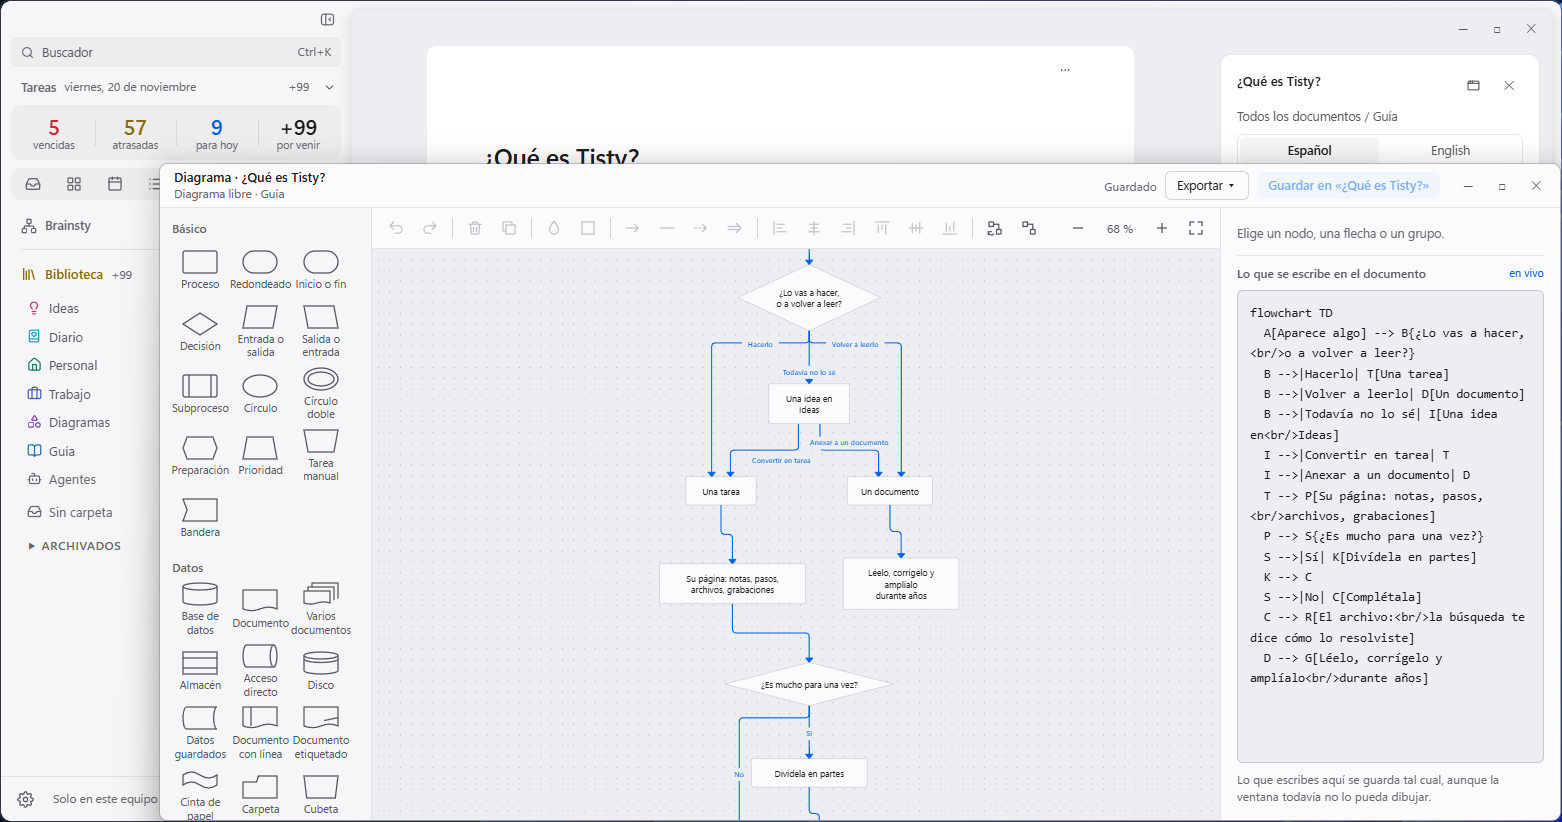 Buscador
Ctrl+K
Tareas viernes, 20 de noviembre
+99
5
57
9
+99
vencidas
atrasadas
para hoy
por venir
Brainsty
Biblioteca +99
Ideas
Diario
Personal
Trabajo
Diagramas
Guía
Agentes
Sin carpeta
ARCHIVADOS
Solo en este equipo
...
¿Qué es Tisty?
¿Qué es Tisty?
Todos los documentos / Guía
Español
English
Diagrama · ¿Qué es Tisty?
Diagrama libre · Guía
Guardado
Exportar
Guardar en «¿Qué es Tisty?»
68 %
Básico
Proceso
Redondeado
Inicio o fin
Decisión
Entrada o
salida
Salida o
entrada
Subproceso
Círculo
Círculo
doble
Preparación
Prioridad
Tarea
manual
Bandera
Datos
Base de
datos
Documento
Varios
documentos
Almacén
Acceso
directo
Disco
Datos
guardados
Documento
con línea
Documento
etiquetado
Cinta de
papel
Carpeta
Cubeta
¿Lo vas a hacer,
o a volver a leer?
Hacerlo
Volver a leerlo
Todavía no lo sé
Una idea en
Ideas
Anexar a un documento
Convertir en tarea
Una tarea
Un documento
Su página: notas, pasos,
archivos, grabaciones
Léelo, corrígelo y
amplíalo
durante años
¿Es mucho para una vez?
Sí
No
Divídela en partes
Elige un nodo, una flecha o un grupo.
Lo que se escribe en el documento
en vivo
flowchart TD
A[Aparece algo] --> B{¿Lo vas a hacer,
<br/>o a volver a leer?}
B -->|Hacerlo| T[Una tarea]
B -->|Volver a leerlo| D[Un documento]
B -->|Todavía no lo sé| I[Una idea
en<br/>Ideas]
I -->|Convertir en tarea| T
I -->|Anexar a un documento| D
T --> P[Su página: notas, pasos,
<br/>archivos, grabaciones]
P --> S{¿Es mucho para una vez?}
S -->|Sí| K[Divídela en partes]
K --> C
S -->|No| C[Complétala]
C --> R[El archivo:<br/>la búsqueda te
dice cómo lo resolviste]
D --> G[Léelo, corrígelo y
amplíalo<br/>durante años]
Lo que escribes aquí se guarda tal cual, aunque la
ventana todavía no lo pueda dibujar.